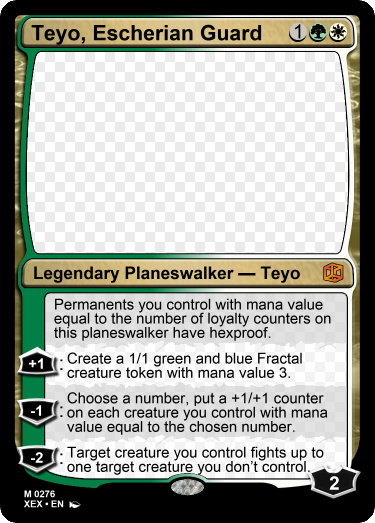 Teyo, Escherian Guard 1
Legendary Planeswalker — Teyo
Permanents you control with mana value
equal to the number of loyalty counters on
this planeswalker have hexproof.
+1 : Create a 1/1 green and blue Fractal
creature token with mana value 3.
Choose a number, put a +1/+1 counter
-1 : on each creature you control with mana
value equal to the chosen number.
-2 : Target creature you control fights up to
one target creature you don't control.
2
M 0276
XEX • EN